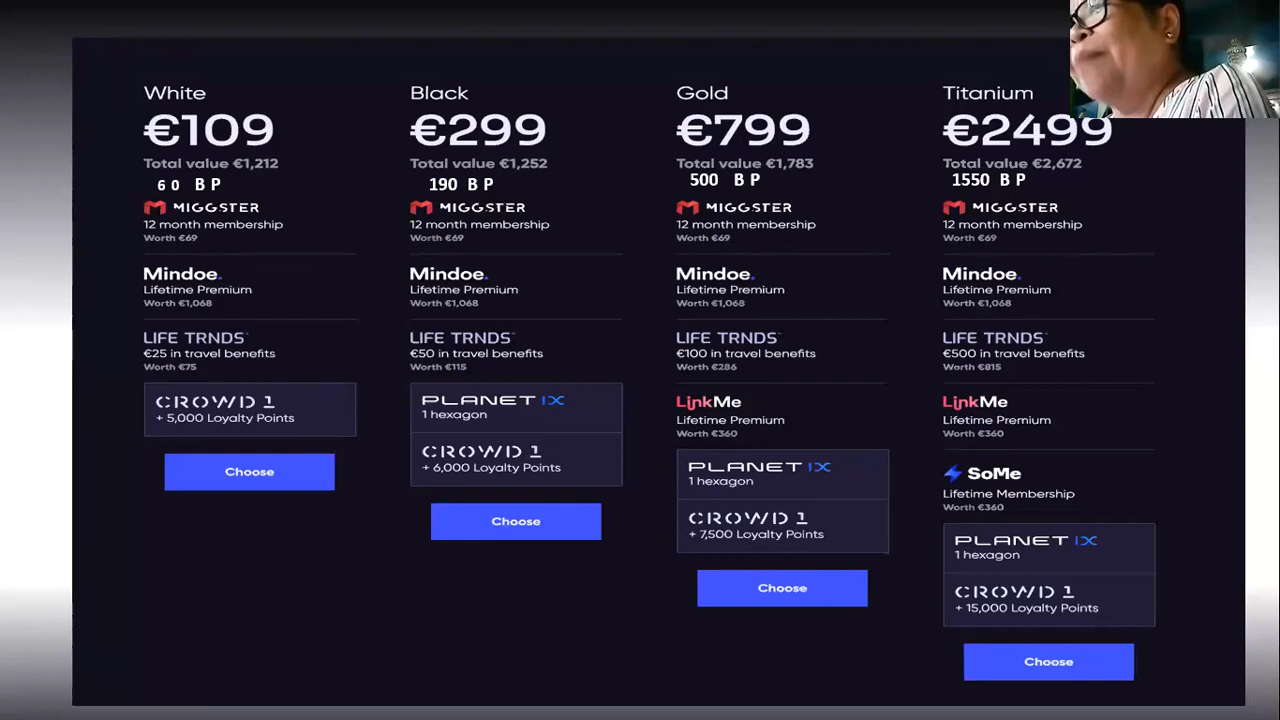 White
€109
Total value €1,212
60 BP
MIGGSTER
12 month membership
Worth €69
Mindoe.
Lifetime Premium
Worth €1,068
LIFE TRNDS
€25 in travel benefits
Worth €75
CROWD 1
+ 5,000 Loyalty Points
Choose
Black
€299
Total value €1,252
190 BP
MIGGSTER
12 month membership
Worth €69
Mindoe.
Lifetime Premium
Worth €1,068
LIFE TRNDS
€50 in travel benefits
Worth €115
PLANET IX
1 hexagon
CROWD 1
+ 6,000 Loyalty Points
Choose
Gold
€799
Total value €1,783
500 BP
MIGGSTER
12 month membership
Worth €69
Mindoe.
Lifetime Premium
Worth €1,068
LIFE TRNDS
€100 in travel benefits
Worth €286
LinkMe
Lifetime Premium
Worth €360
PLANET IX
1 hexagon
CROWD 1
+ 7,500 Loyalty Points
Choose
Titanium
€2499
Total value €2,672
1550 BP
MIGGSTER
12 month membership
Worth €69
Mindoe.
Lifetime Premium
Worth €1,068
LIFE TRNDS
€500 in travel benefits
Worth €815
LinkMe
Lifetime Premium
Worth €360
SoMe
Lifetime Membership
Worth €360
PLANET IX
1 hexagon
CROWD 1
+ 15,000 Loyalty Points
Choose